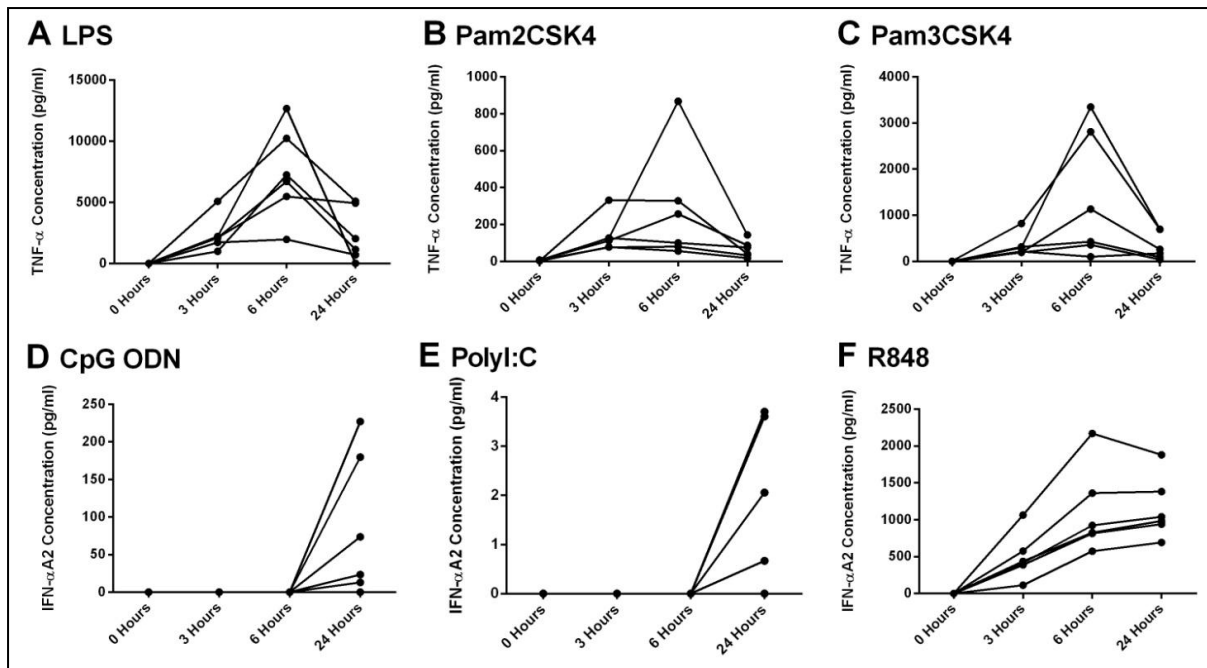 A LPS
TNF-α Concentration (pg/ml)
15000
10000
5000
0
0 Hours
3 Hours
6 Hours
24 Hours
B Pam2CSK4
TNF-α Concentration (pg/ml)
1000
800
600
400
200
0
0 Hours
3 Hours
6 Hours
24 Hours
C Pam3CSK4
TNF-α Concentration (pg/ml)
4000
3000
2000
1000
0
0 Hours
3 Hours
6 Hours
24 Hours
D CpG ODN
IFN-αA2 Concentration (pg/ml)
250
200
150
100
50
0
0 Hours
3 Hours
6 Hours
24 Hours
E PolyI:C
IFN-αA2 Concentration (pg/ml)
4
3
2
1
0
0 Hours
3 Hours
6 Hours
24 Hours
F R848
IFN-αA2 Concentration (pg/ml)
2500
2000
1500
1000
500
0
0 Hours
3 Hours
6 Hours
24 Hours